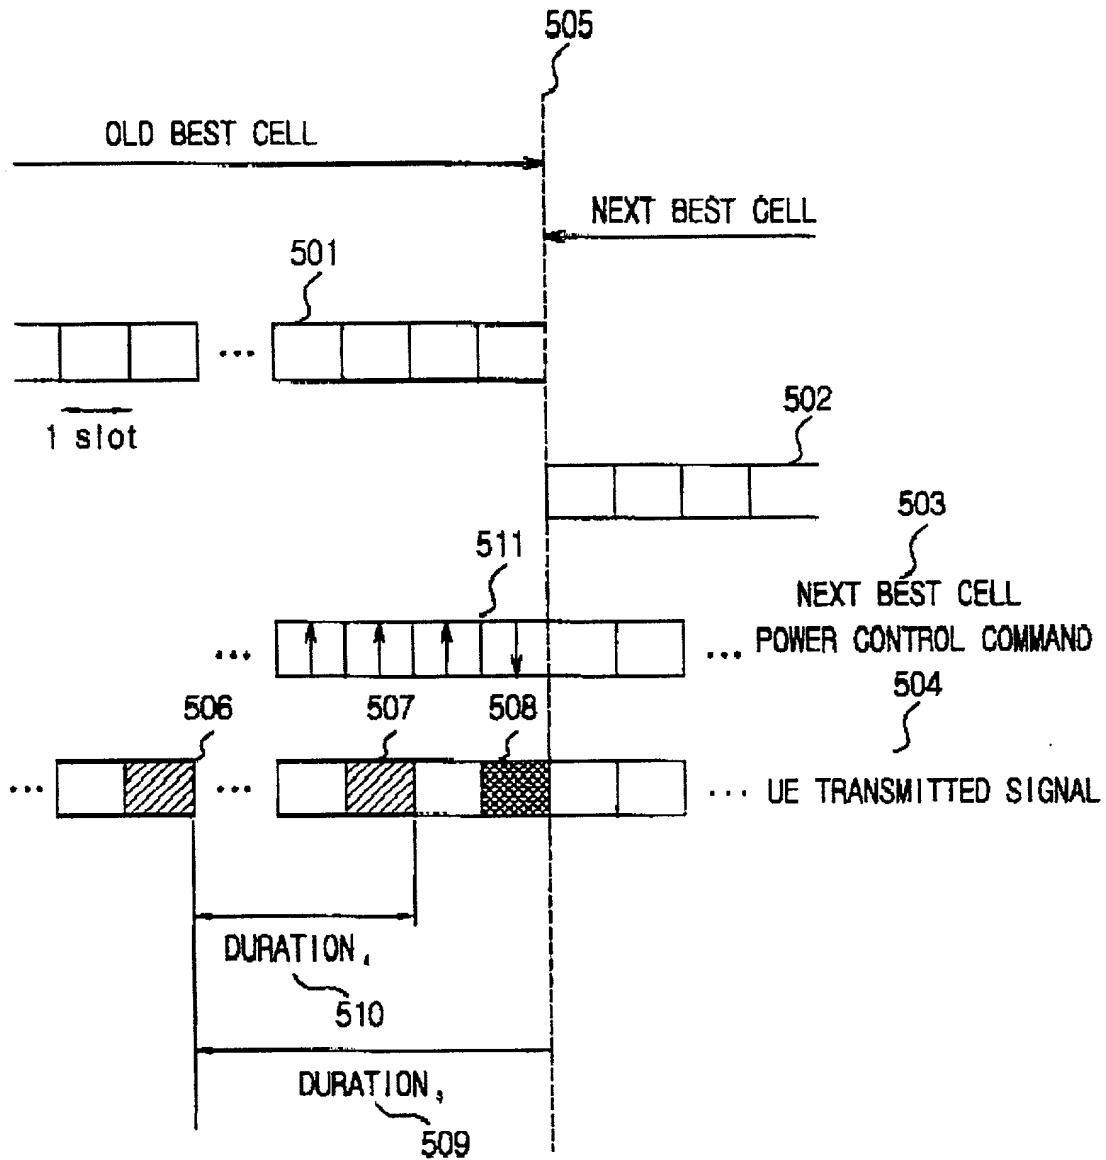 505
OLD BEST CELL
NEXT BEST CELL
501
...
1 slot
502
503
511
NEXT BEST CELL
... ... POWER CONTROL COMMAND
504
506 507 508
... ... ... UE TRANSMITTED SIGNAL
DURATION,
510
DURATION,
509